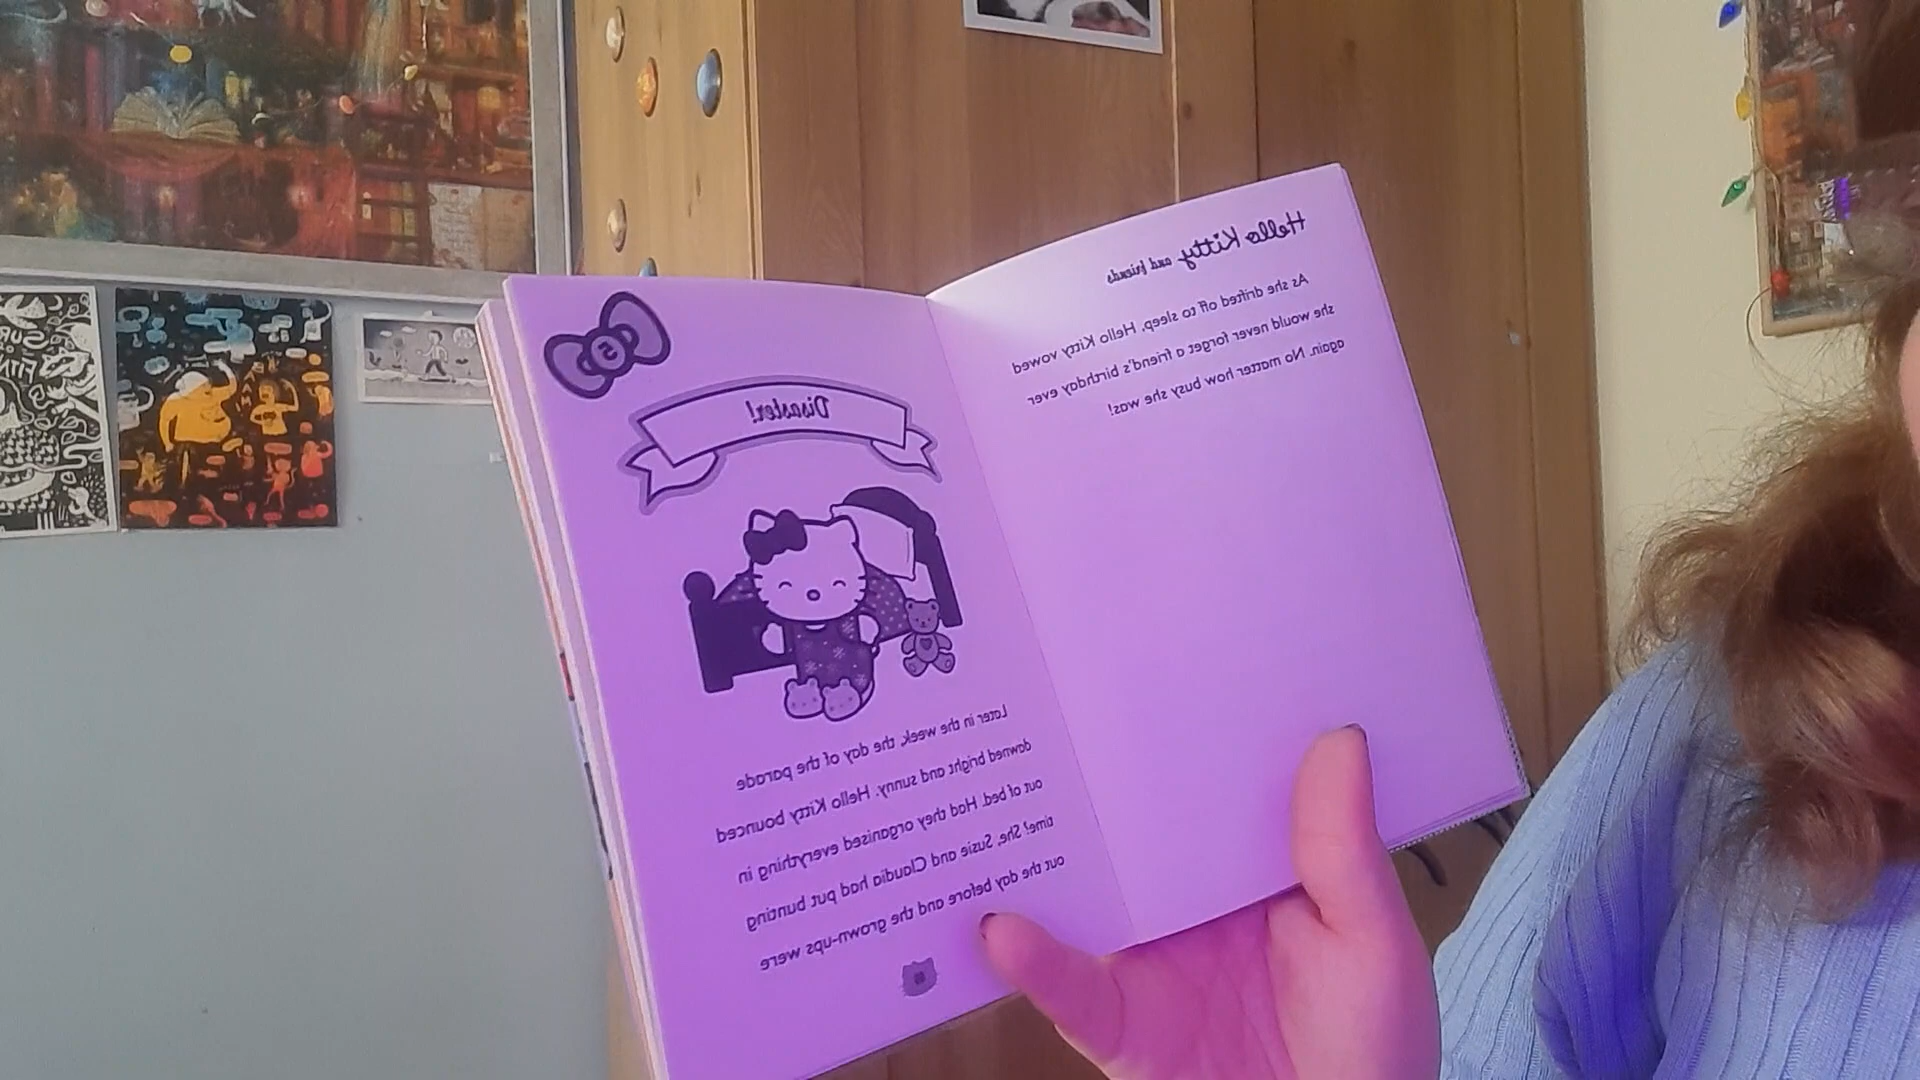 Hello Kitty and friends
As she drifted off to sleep, Hello Kitty vowed
she would never forget a friend's birthday ever
again. No matter how busy she was!
5
Disaster!
Later in the week, the day of the parade
dawned bright and sunny. Hello Kitty bounced
out of bed. Had they organised everything in
time? She, Susie and Claudia had put bunting
out the day before and the grown-ups were